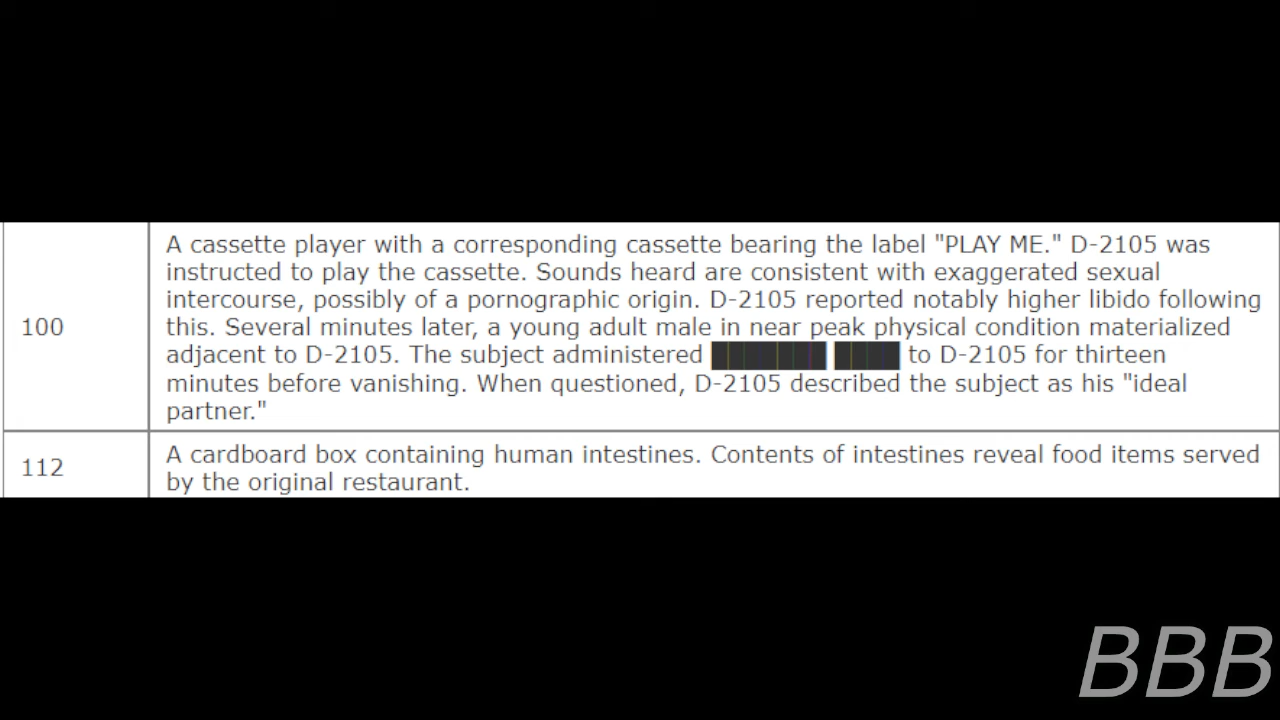 A cassette player with a corresponding cassette bearing the label "PLAY ME." D-2105 was
instructed to play the cassette. Sounds heard are consistent with exaggerated sexual
intercourse, possibly of a pornographic origin. D-2105 reported notably higher libido following
100 this. Several minutes later, a young adult male in near peak physical condition materialized
adjacent to D-2105. The subject administered ███████ ████ to D-2105 for thirteen
minutes before vanishing. When questioned, D-2105 described the subject as his "ideal
partner."
112 A cardboard box containing human intestines. Contents of intestines reveal food items served
by the original restaurant.
BBB